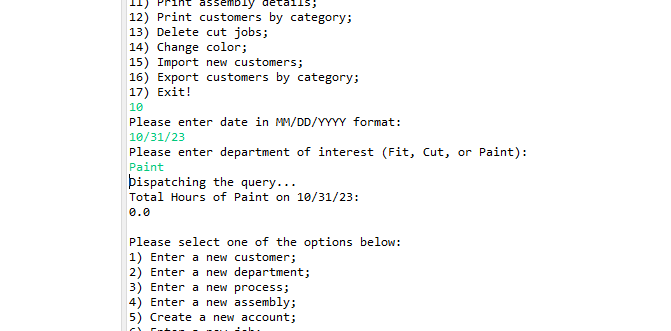 11) Print assembly details;
12) Print customers by category;
13) Delete cut jobs;
14) Change color;
15) Import new customers;
16) Export customers by category;
17) Exit!
10
Please enter date in MM/DD/YYYY format:
10/31/23
Please enter department of interest (Fit, Cut, or Paint):
Paint
Dispatching the query...
Total Hours of Paint on 10/31/23:
0.0
Please select one of the options below:
1) Enter a new customer;
2) Enter a new department;
3) Enter a new process;
4) Enter a new assembly;
5) Create a new account;
6) Enter a new job;